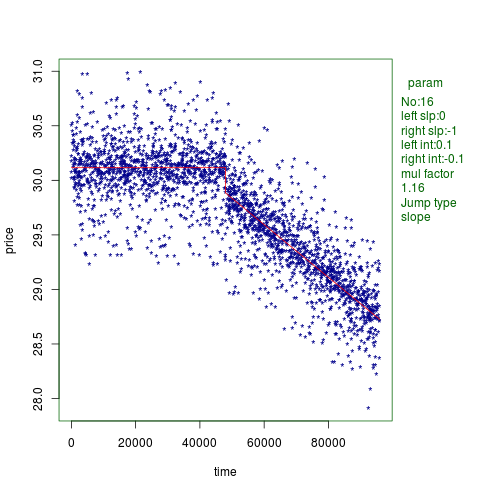 31.0
30.5
30.0
29.5
29.0
28.5
28.0
price
0 20000 40000 60000 80000
time
param
No:16
left slp:0
right slp:-1
left int:0.1
right int:-0.1
mul factor
1.16
Jump type
slope